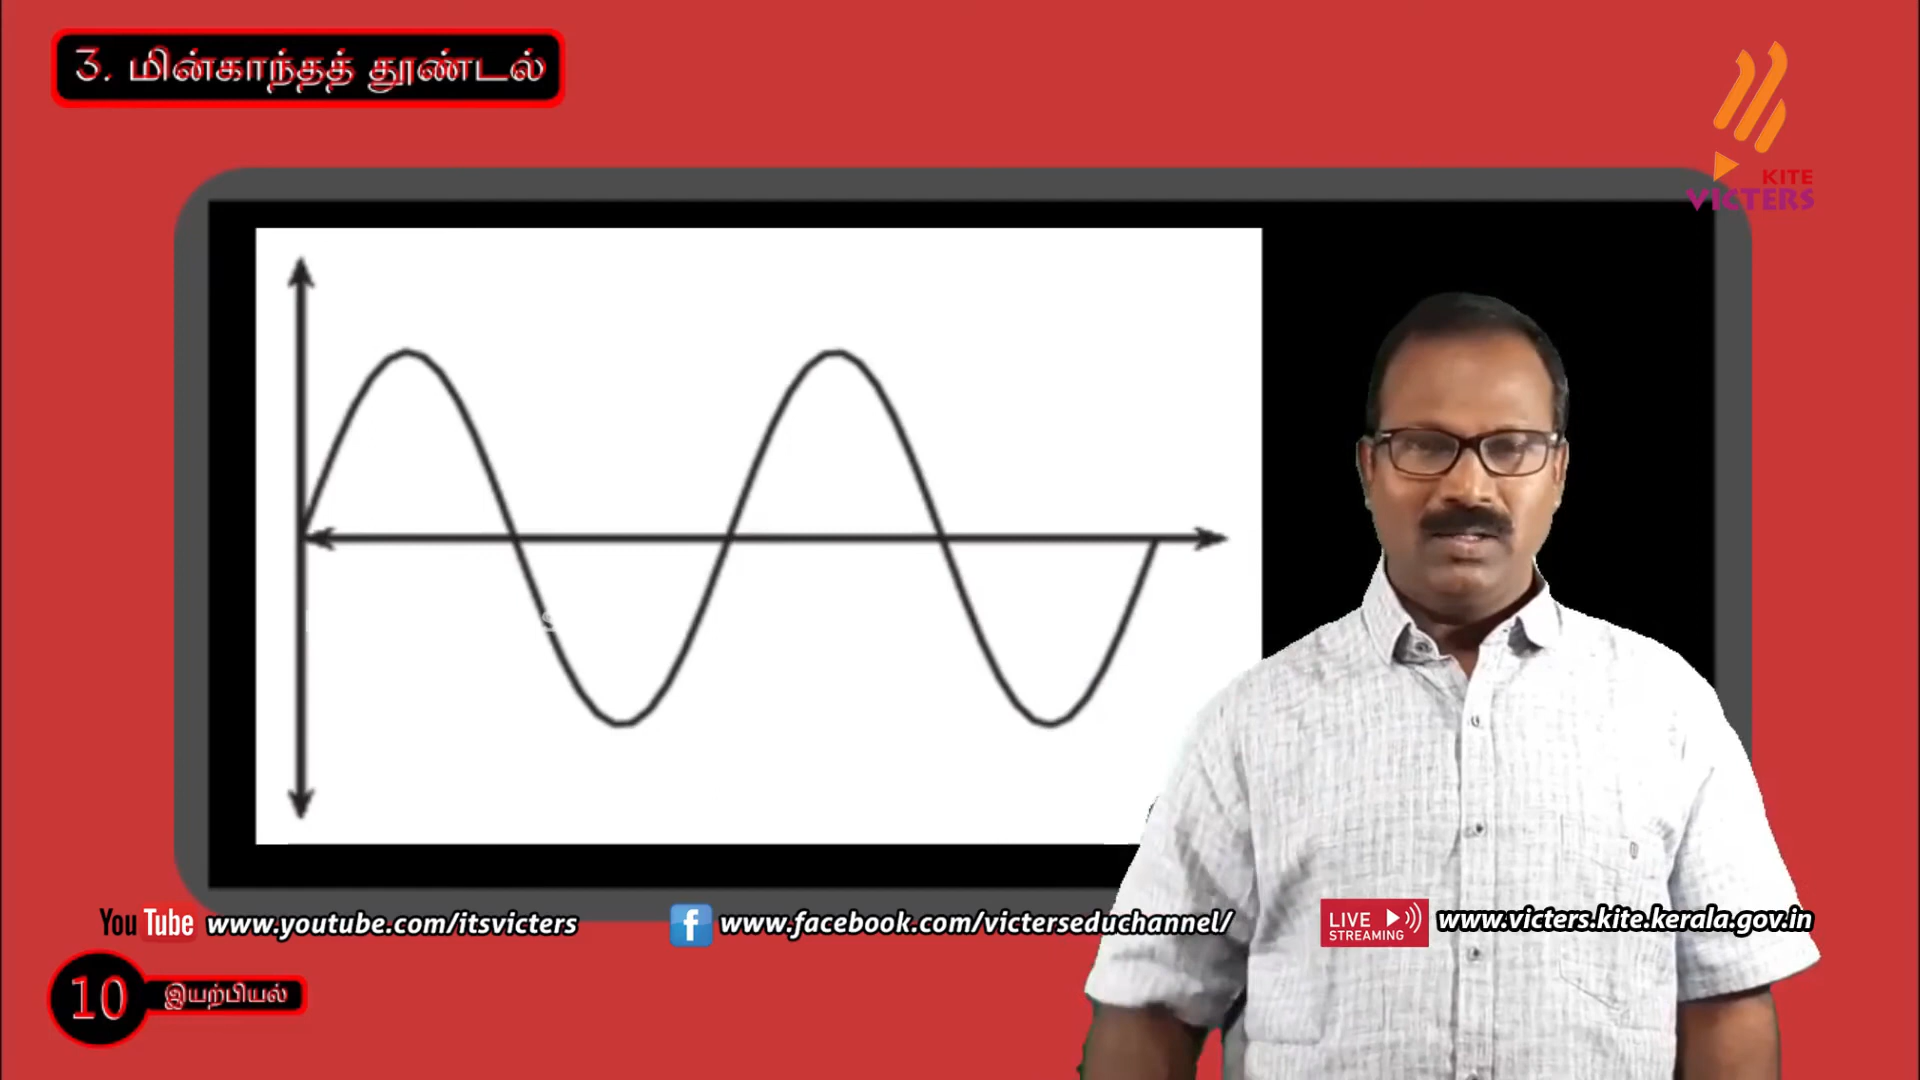 3. மின்காந்தத் தூண்டல்
KITE
VICTERS
You Tube www.youtube.com/itsvicters
f www.facebook.com/victerseduchannel/
LIVE STREAMING www.victers.kite.kerala.gov.in
10 இயற்பியல்